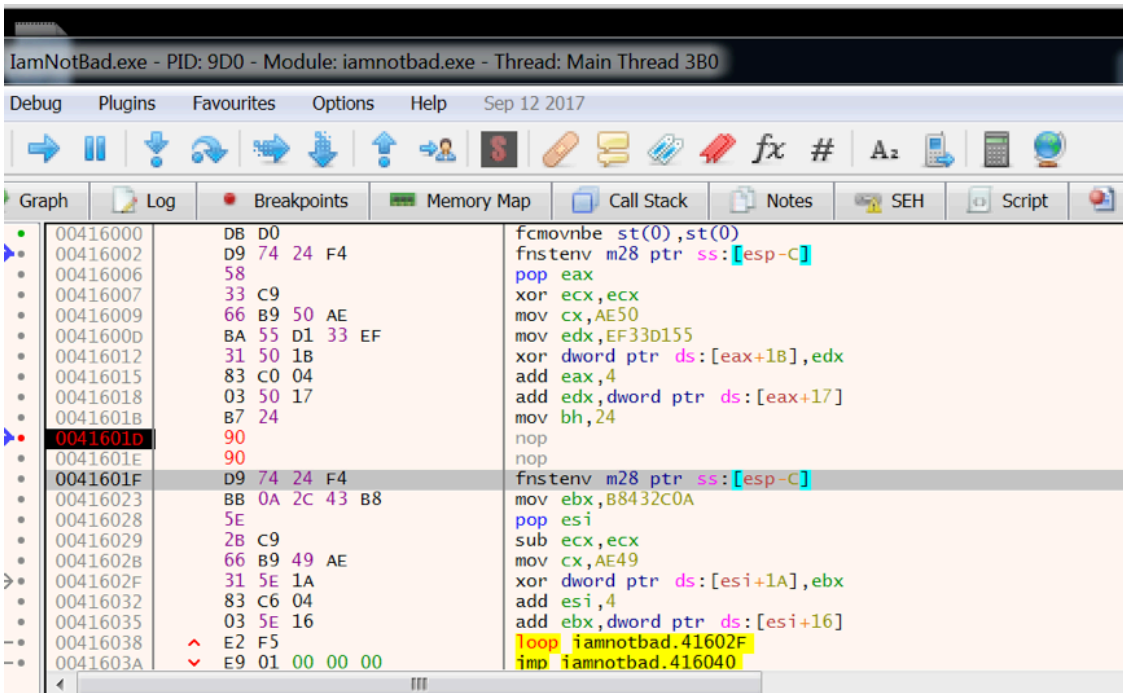 IamNotBad.exe - PID: 9D0 - Module: iamnotbad.exe - Thread: Main Thread 3B0
Debug Plugins Favourites Options Help Sep 12 2017
S fx # A₂
Graph Log Breakpoints Memory Map Call Stack Notes SEH Script
00416000 DB D0 fcmovnbe st(0),st(0)
00416002 D9 74 24 F4 fnstenv m28 ptr ss:[esp-C]
00416006 58 pop eax
00416007 33 C9 xor ecx,ecx
00416009 66 B9 50 AE mov cx,AE50
0041600D BA 55 D1 33 EF mov edx,EF33D155
00416012 31 50 1B xor dword ptr ds:[eax+1B],edx
00416015 83 C0 04 add eax,4
00416018 03 50 17 add edx,dword ptr ds:[eax+17]
0041601B B7 24 mov bh,24
0041601D 90 nop
0041601E 90 nop
0041601F D9 74 24 F4 fnstenv m28 ptr ss:[esp-C]
00416023 BB 0A 2C 43 B8 mov ebx,B8432C0A
00416028 5E pop esi
00416029 2B C9 sub ecx,ecx
0041602B 66 B9 49 AE mov cx,AE49
0041602F 31 5E 1A xor dword ptr ds:[esi+1A],ebx
00416032 83 C6 04 add esi,4
00416035 03 5E 16 add ebx,dword ptr ds:[esi+16]
00416038 E2 F5 loop iamnotbad.41602F
0041603A E9 01 00 00 00 jmp iamnotbad.416040